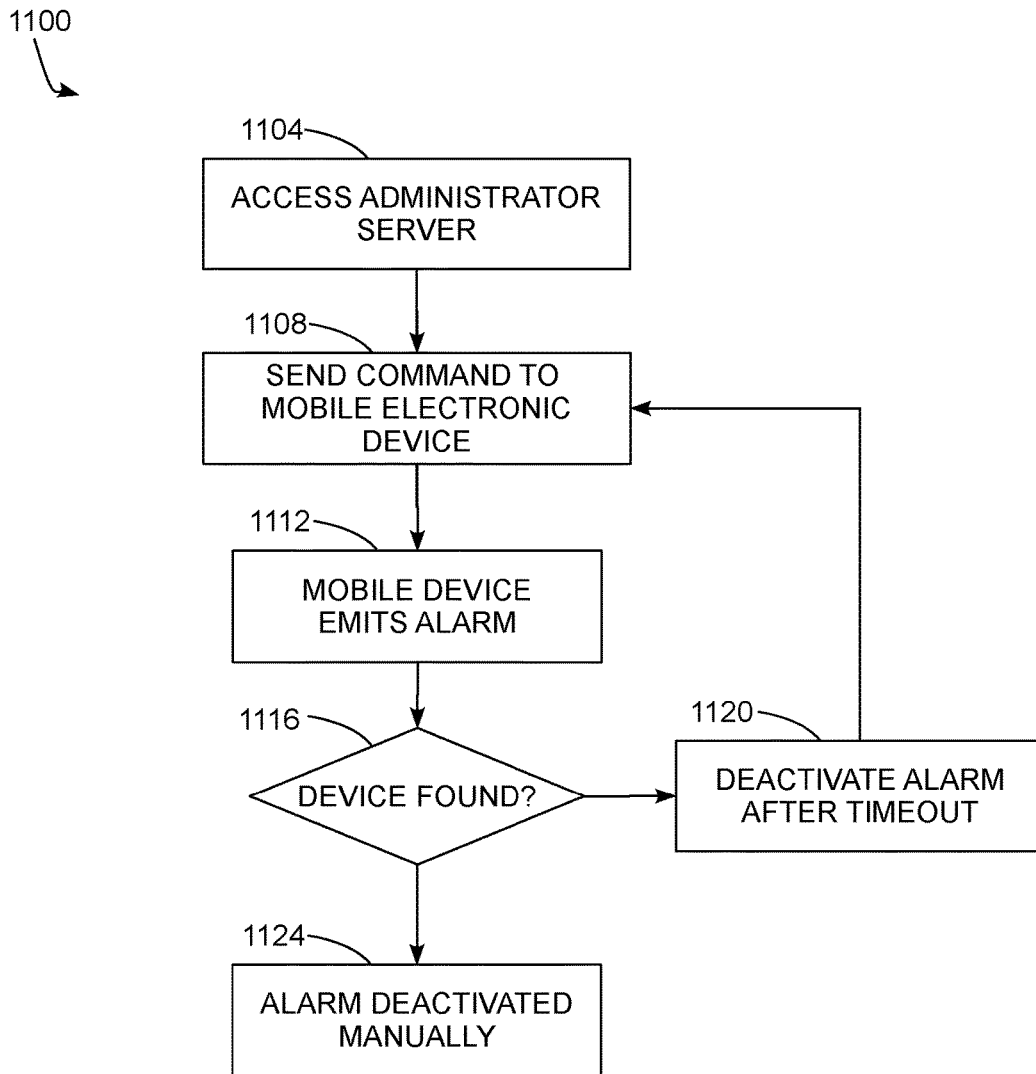 1100
1104
ACCESS ADMINISTRATOR
SERVER
1108
SEND COMMAND TO
MOBILE ELECTRONIC
DEVICE
1112
MOBILE DEVICE
EMITS ALARM
1116
DEVICE FOUND?
1120
DEACTIVATE ALARM
AFTER TIMEOUT
1124
ALARM DEACTIVATED
MANUALLY